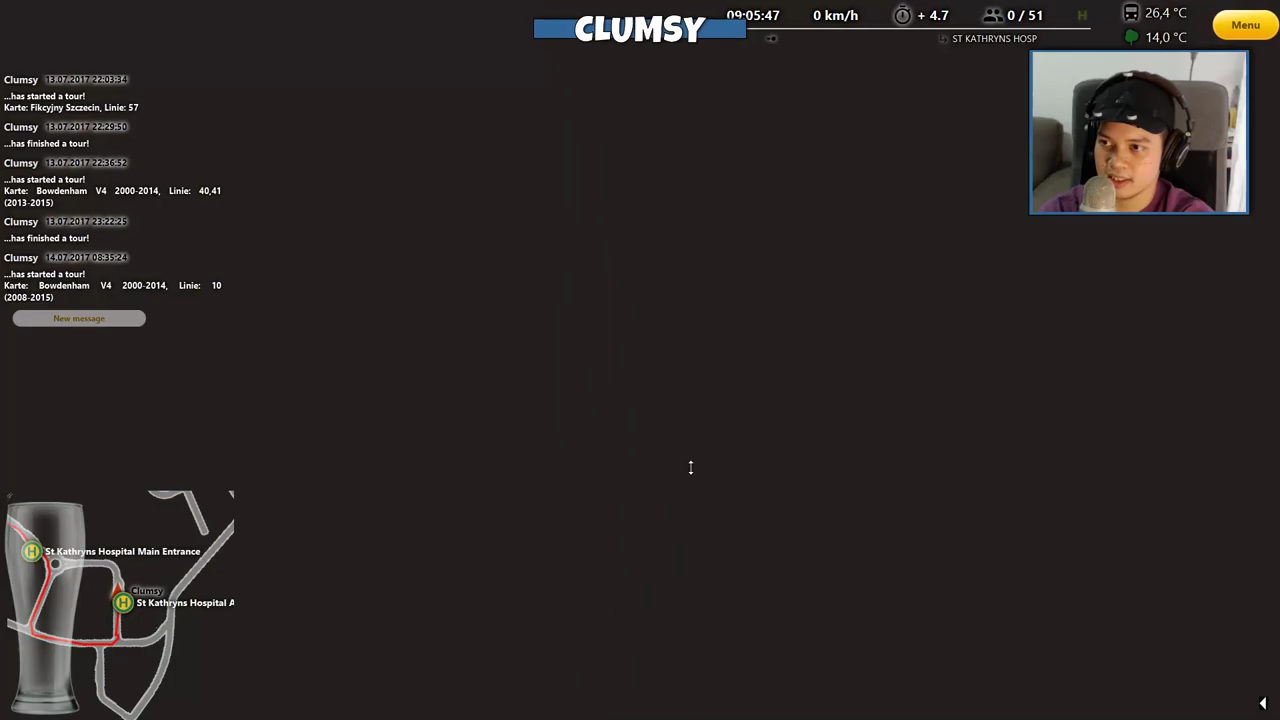 CLUMSY
09:05:47 0 km/h + 4.7 0 / 51 H 26,4 °C
ST KATHRYNS HOSP 14,0 °C
Menu
Clumsy 13.07.2017 22:03:34
...has started a tour!
Karte: Fikcyjny Szczecin, Linie: 57
Clumsy 13.07.2017 22:29:50
...has finished a tour!
Clumsy 13.07.2017 22:36:52
...has started a tour!
Karte: Bowdenham V4 2000-2014, Linie: 40,41
(2013-2015)
Clumsy 13.07.2017 23:22:25
...has finished a tour!
Clumsy 14.07.2017 08:35:24
...has started a tour!
Karte: Bowdenham V4 2000-2014, Linie: 10
(2008-2015)
New message
H St Kathryns Hospital Main Entrance
Clumsy
H St Kathryns Hospital A